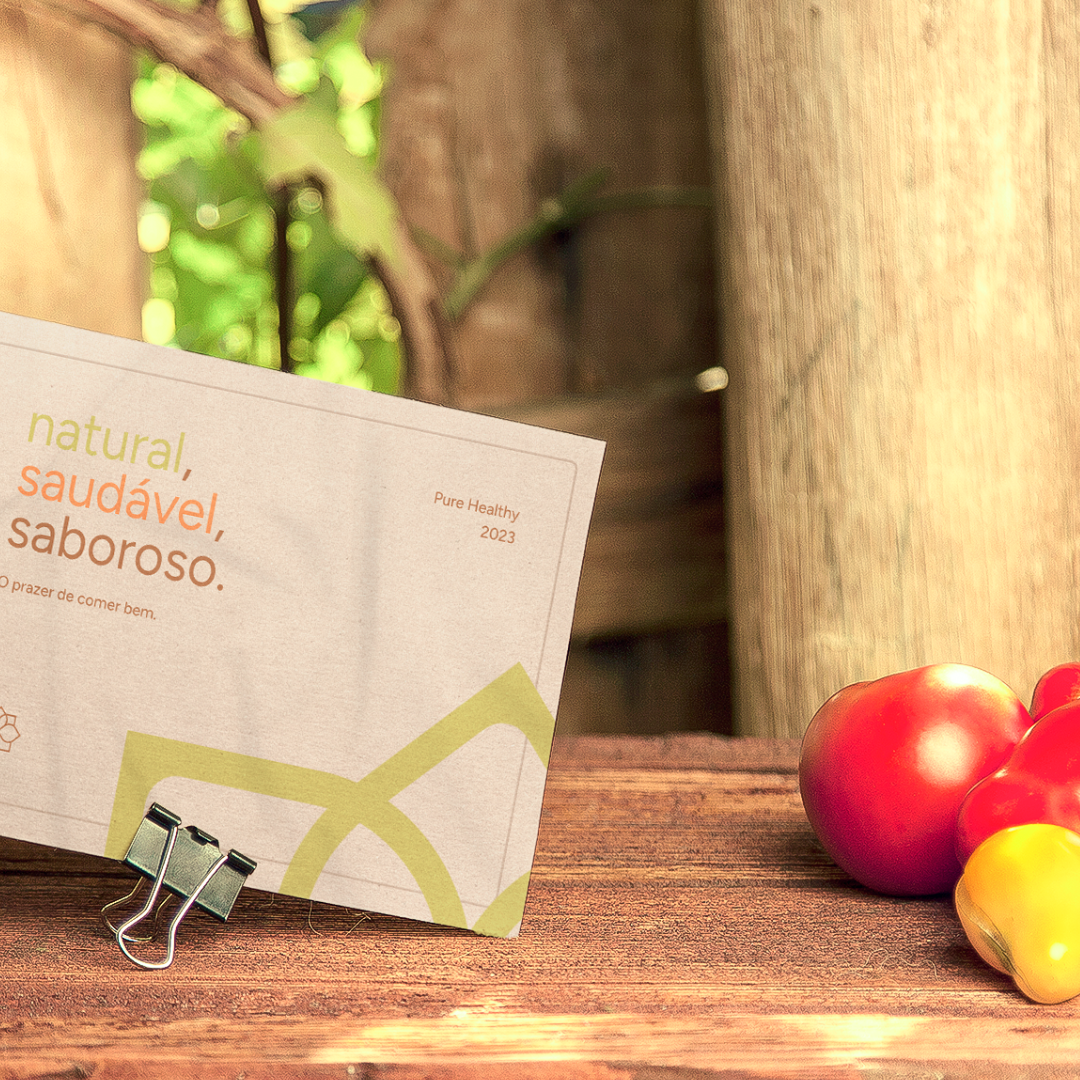 natural,
saudável,
saboroso.
O prazer de comer bem.
Pure Healthy
2023